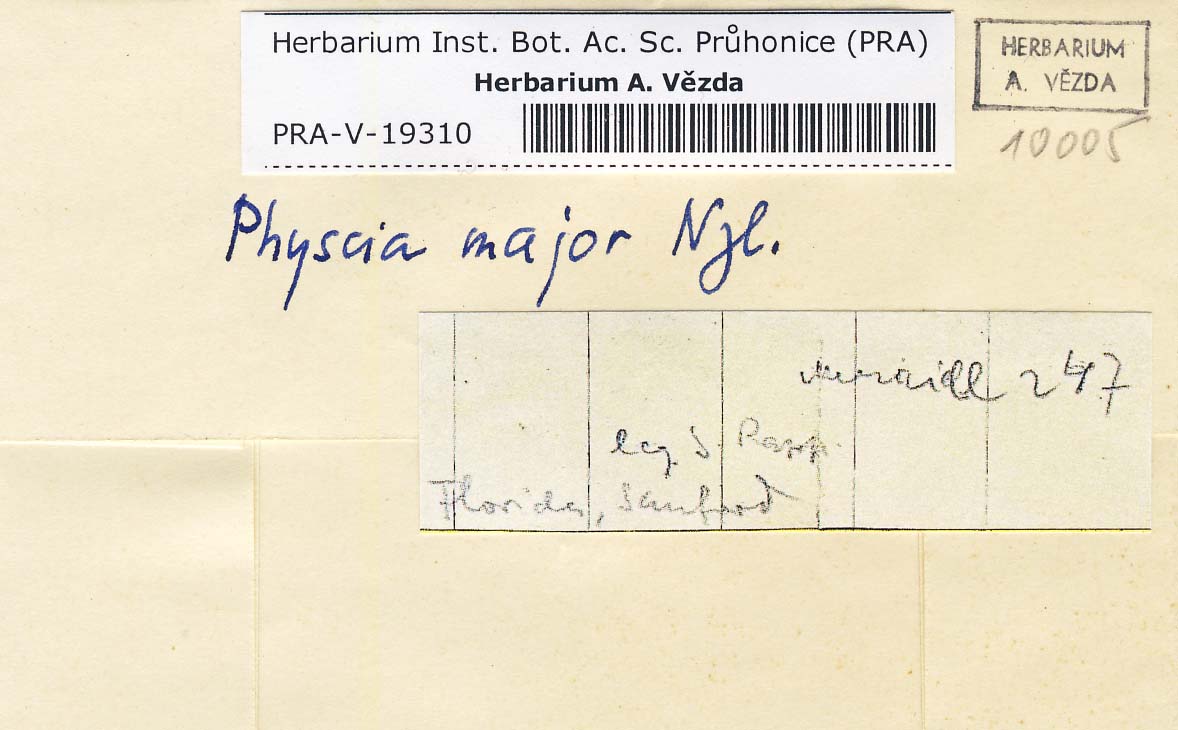 Herbarium Inst. Bot. Ac. Sc. Průhonice (PRA)
Herbarium A. Vězda
PRA-V-19310
HERBARIUM
A. VĚZDA
10005
Physcia major Nyl.
Merrill 247
leg S. Rapp.
Florida, Sanford